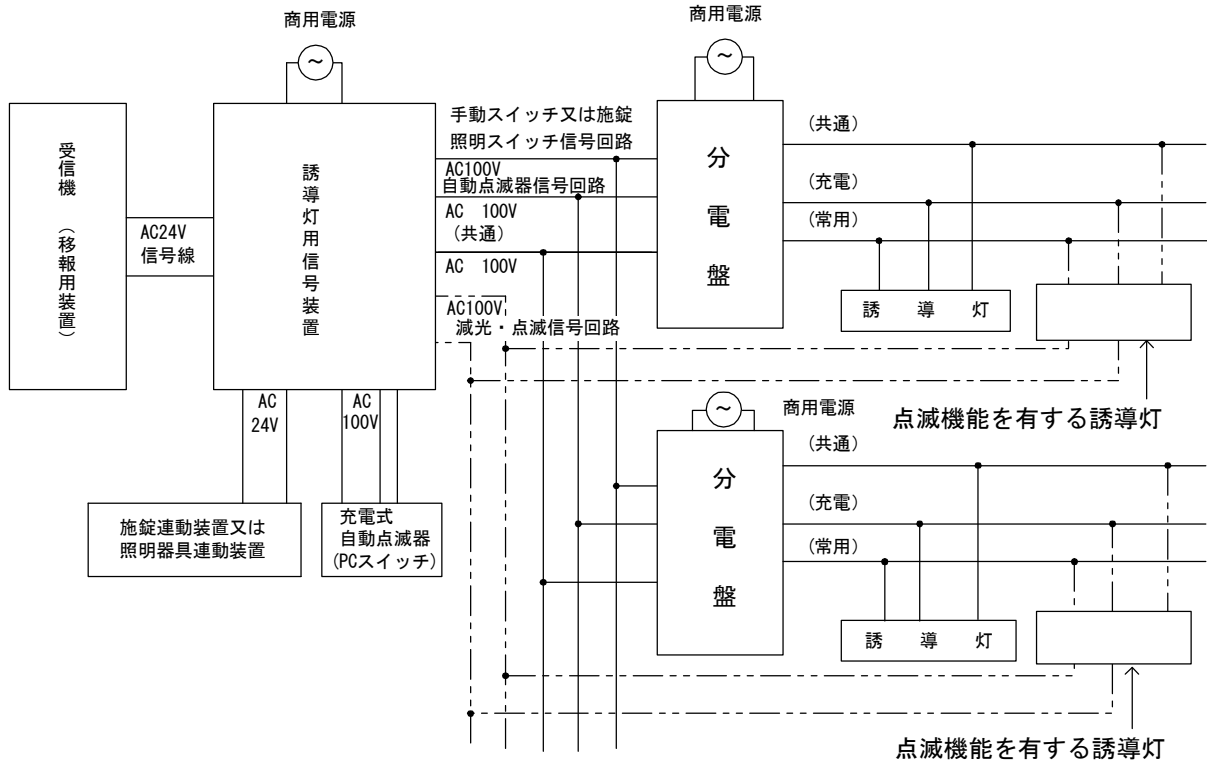 商用電源
～
受信機（移報用装置）
AC24V
信号線
誘導灯用信号装置
手動スイッチ又は施錠
照明スイッチ信号回路
AC100V
自動点滅器信号回路
AC 100V
（共通）
AC 100V
AC100V
減光・点滅信号回路
AC
24V
AC
100V
施錠連動装置又は
照明器具連動装置
充電式
自動点滅器
(PCスイッチ)
商用電源
～
分電盤
（共通）
（充電）
（常用）
誘導灯
点滅機能を有する誘導灯
～
商用電源
分電盤
（共通）
（充電）
（常用）
誘導灯
点滅機能を有する誘導灯